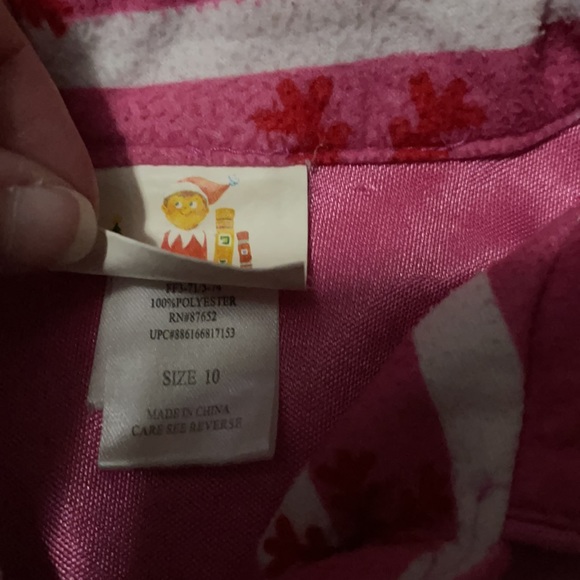 100%POLYESTER
RN#87652
UPC#886166817153
SIZE 10
MADE IN CHINA
CARE SEE REVERSE